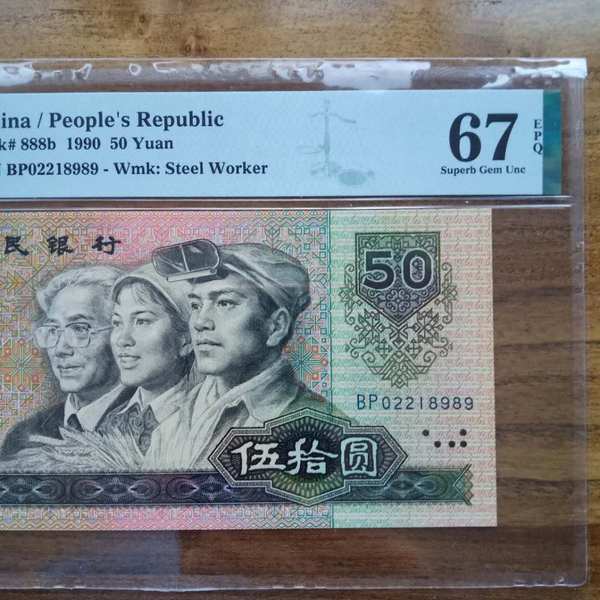 ina / People's Republic
k# 888b 1990 50 Yuan
BP02218989 - Wmk: Steel Worker
67
EPQ
Superb Gem Unc
民银行
50
BP02218989
伍拾圆